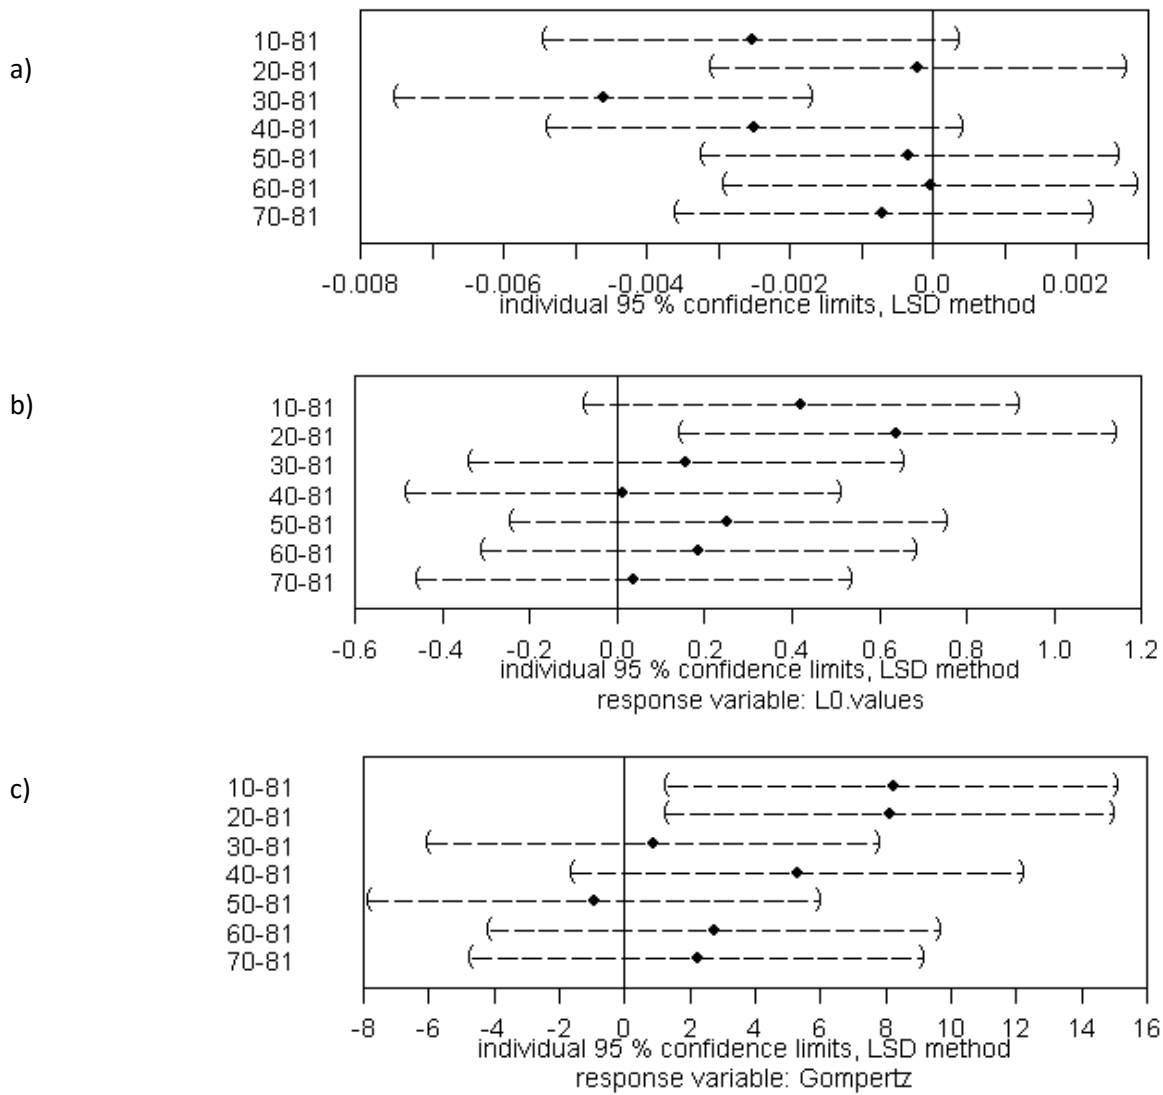 a)
10-81
20-81
30-81
40-81
50-81
60-81
70-81
-0.008 -0.006 -0.004 -0.002 0.0 0.002
individual 95 % confidence limits, LSD method
b)
10-81
20-81
30-81
40-81
50-81
60-81
70-81
-0.6 -0.4 -0.2 0.0 0.2 0.4 0.6 0.8 1.0 1.2
individual 95 % confidence limits, LSD method
response variable: L0.values
c)
10-81
20-81
30-81
40-81
50-81
60-81
70-81
-8 -6 -4 -2 0 2 4 6 8 10 12 14 16
individual 95 % confidence limits, LSD method
response variable: Gompertz